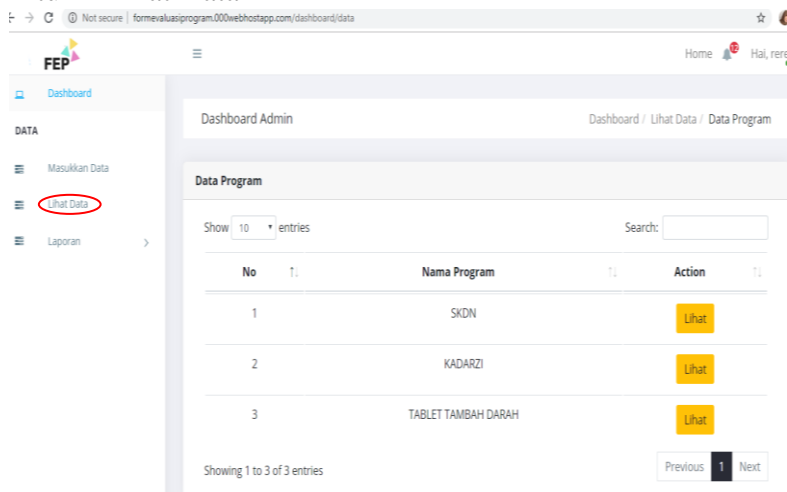 Not secure | formevaluasiprogram.000webhostapp.com/dashboard/data
FEP
Home 12 Hai, rere
Dashboard
DATA
Masukkan Data
Lihat Data
Laporan
Dashboard Admin
Dashboard / Lihat Data / Data Program
Data Program
Show 10 entries
Search:
No Nama Program Action
1 SKDN Lihat
2 KADARZI Lihat
3 TABLET TAMBAH DARAH Lihat
Showing 1 to 3 of 3 entries
Previous 1 Next